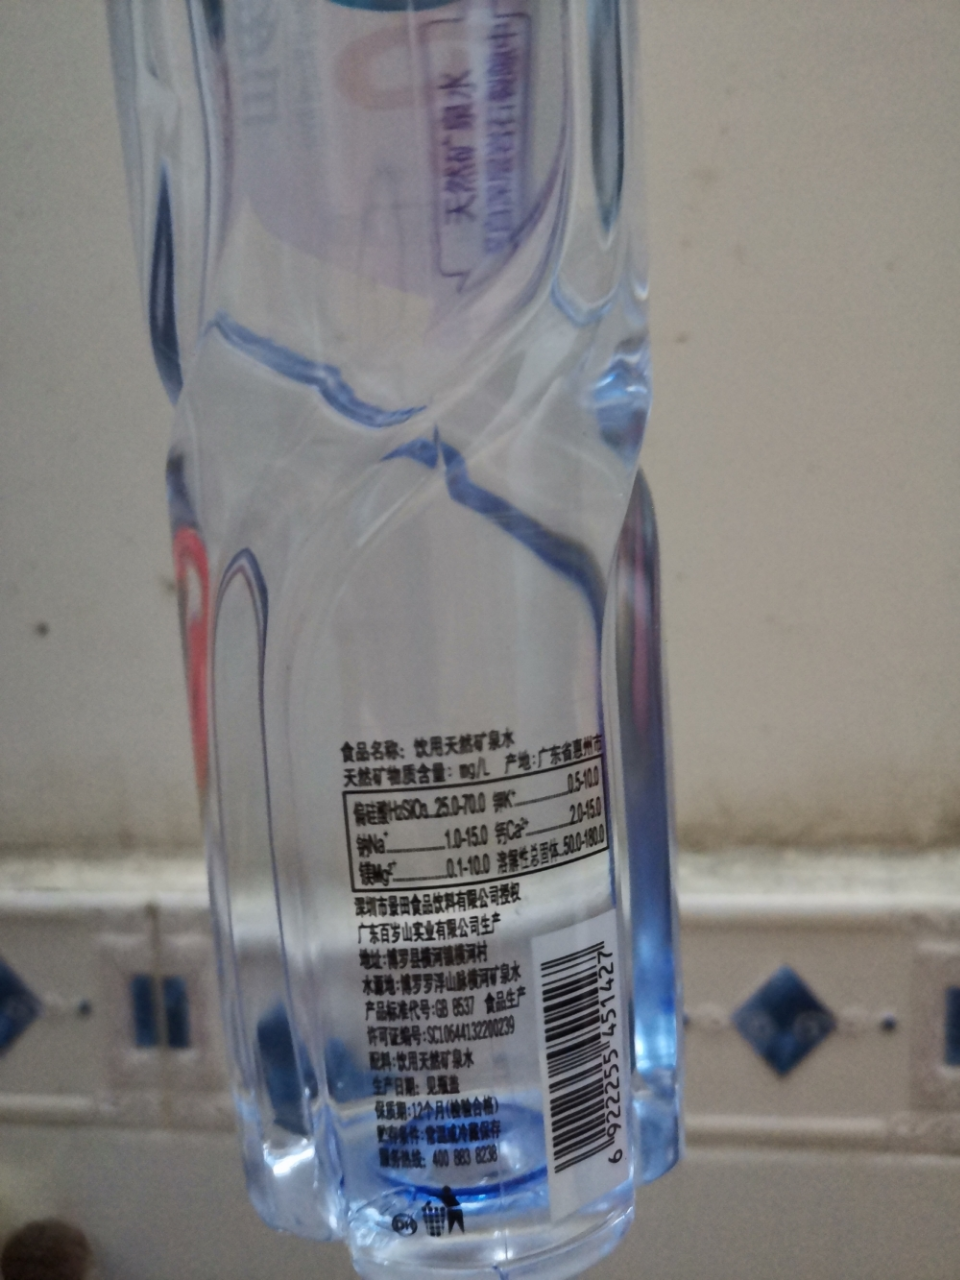 天然矿泉水
食品名称：饮用天然矿泉水
天然矿物质含量：mg/L 产地：广东省惠州市
偏硅酸H₂SiO₃...25.0-70.0 钾K⁺..........0.5-10.0
钠Na⁺..........1.0-15.0 钙Ca²⁺..........2.0-15.0
镁Mg²⁺..........0.1-10.0 溶解性总固体...50.0-180.0
深圳市景田食品饮料有限公司授权
广东百岁山实业有限公司生产
地址：博罗县横河镇横河村
水源地：博罗罗浮山脉横河矿泉水
产品标准代号：GB 8537 食品生产
许可证编号：SC10644132200239
配料：饮用天然矿泉水
生产日期：见瓶盖
保质期：12个月(检验合格)
贮存条件：常温或冷藏保存
服务热线：400 883 8238
6 922255 451427